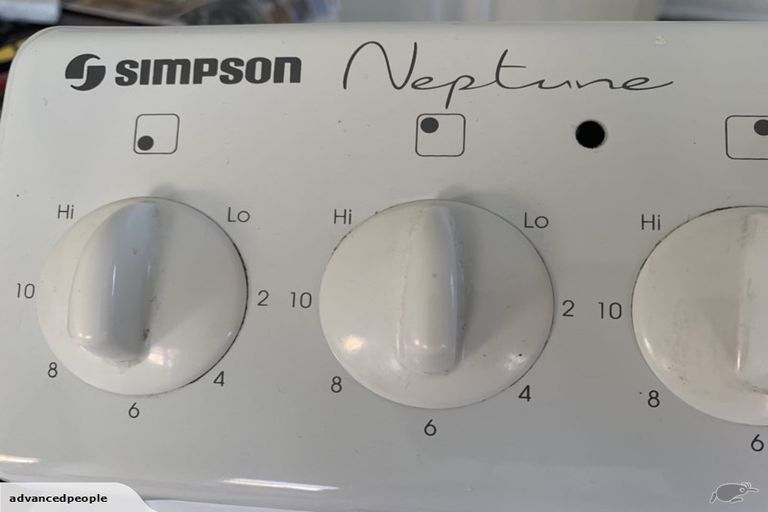 SIMPSON Neptune
Hi Lo Hi Lo Hi
10 2 10 2 10
8 4 8 4 8
6 6 6
advancedpeople